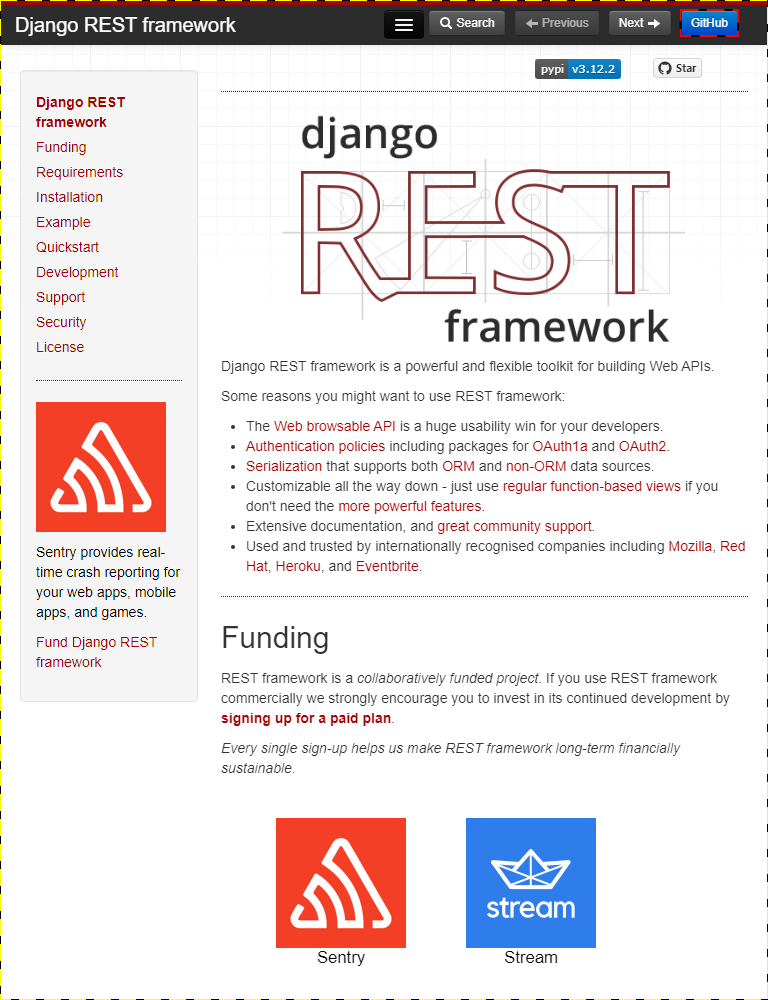 Django REST framework
Search
Previous
Next
GitHub
pypi v3.12.2
Star
Django REST
framework
Funding
Requirements
Installation
Example
Quickstart
Development
Support
Security
License
Sentry provides real-
time crash reporting for
your web apps, mobile
apps, and games.
Fund Django REST
framework
django
REST
framework
Django REST framework is a powerful and flexible toolkit for building Web APIs.
Some reasons you might want to use REST framework:
• The Web browsable API is a huge usability win for your developers.
• Authentication policies including packages for OAuth1a and OAuth2.
• Serialization that supports both ORM and non-ORM data sources.
• Customizable all the way down - just use regular function-based views if you
don't need the more powerful features.
• Extensive documentation, and great community support.
• Used and trusted by internationally recognised companies including Mozilla, Red
Hat, Heroku, and Eventbrite.
Funding
REST framework is a collaboratively funded project. If you use REST framework
commercially we strongly encourage you to invest in its continued development by
signing up for a paid plan.
Every single sign-up helps us make REST framework long-term financially
sustainable.
stream
Sentry
Stream